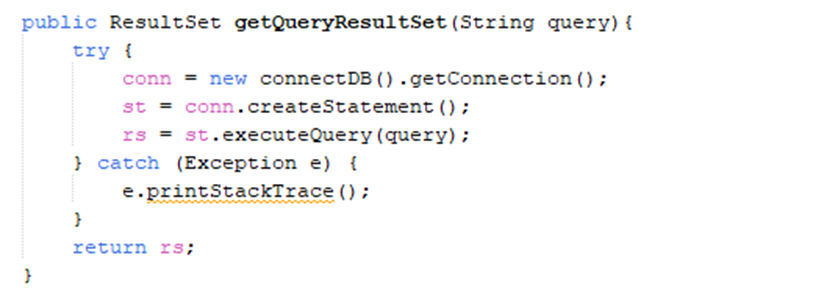 public ResultSet getQueryResultSet(String query){
try {
conn = new connectDB().getConnection();
st = conn.createStatement();
rs = st.executeQuery(query);
} catch (Exception e) {
e.printStackTrace();
}
return rs;
}